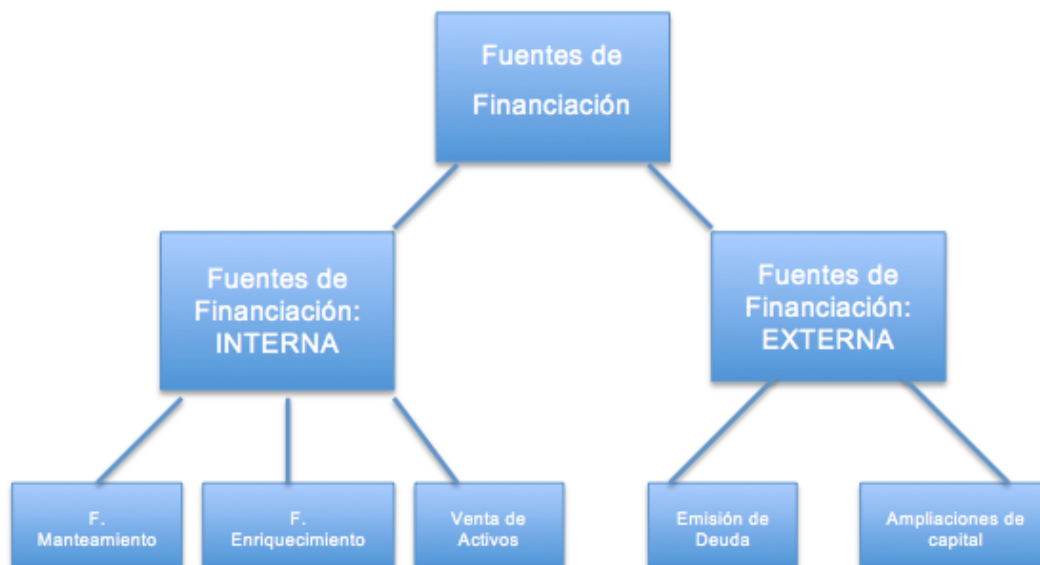 Fuentes de
Financiación
Fuentes de
Financiación:
INTERNA
Fuentes de
Financiación:
EXTERNA
F.
Manteamiento
F.
Enriquecimiento
Venta de
Activos
Emisión de
Deuda
Ampliaciones de
capital